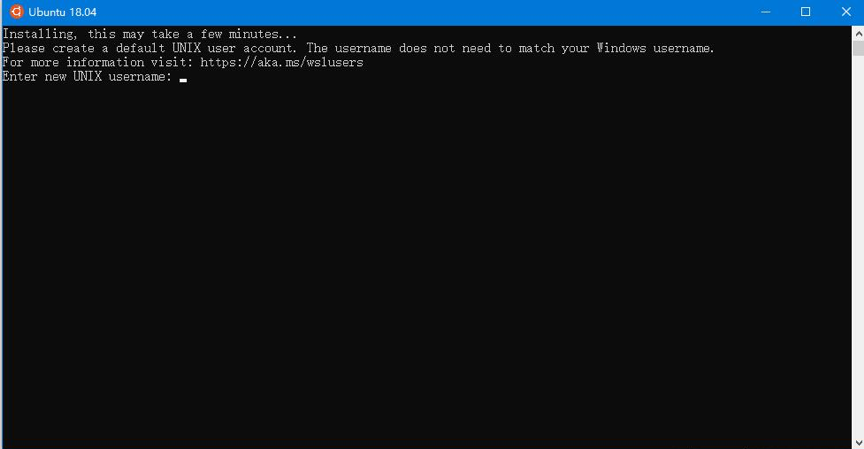 Ubuntu 18.04
Installing, this may take a few minutes...
Please create a default UNIX user account. The username does not need to match your Windows username.
For more information visit: https://aka.ms/wslusers
Enter new UNIX username: